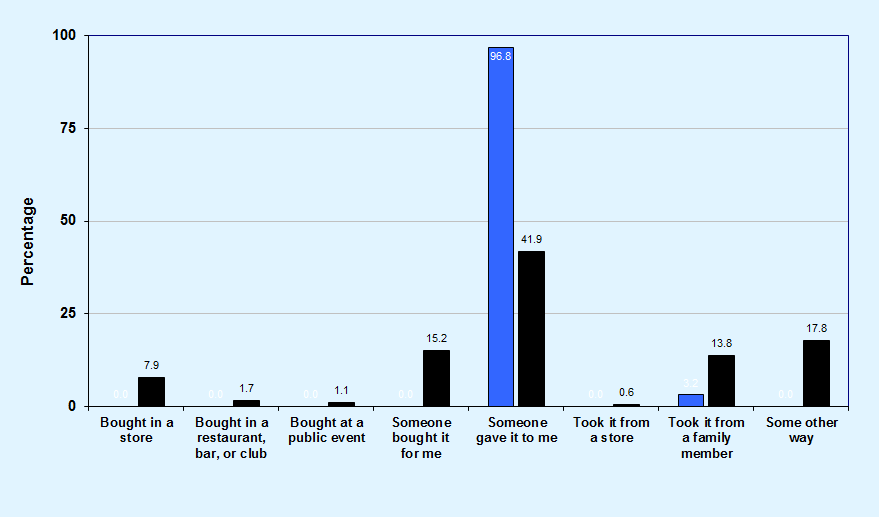 100
75
50
25
0
Percentage
0.0 7.9
0.0 1.7
0.0 1.1
0.0 15.2
96.8 41.9
0.0 0.6
3.2 13.8
0.0 17.8
Bought in a
store
Bought in a
restaurant,
bar, or club
Bought at a
public event
Someone
bought it
for me
Someone
gave it to me
Took it from
a store
Took it from
a family
member
Some other
way